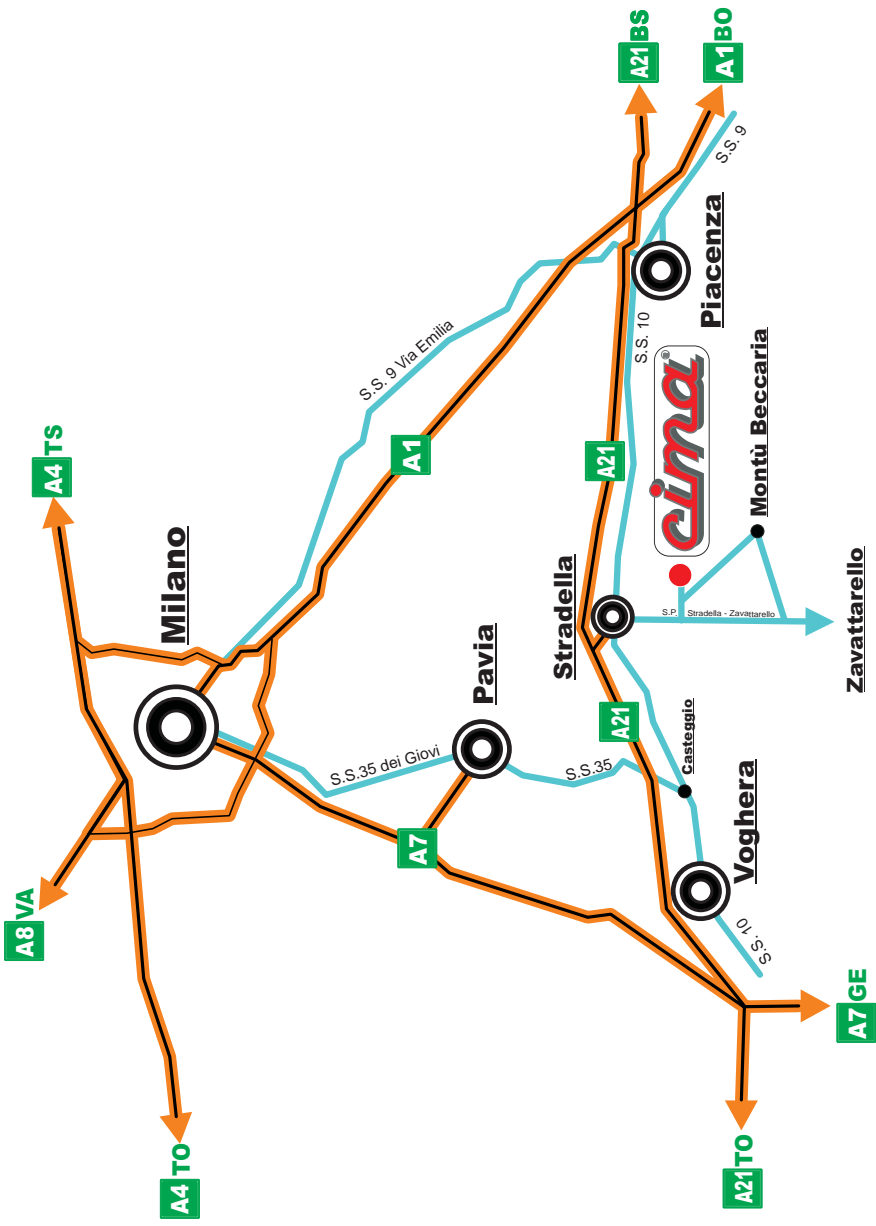 A8 VA
A4 TS
A4 TO
Milano
S.S. 9 Via Emilia
A1
S.S.35 dei Giovi
Pavia
A7
S.S.35
A21 BS
A1 BO
S.S. 9
Piacenza
S.S. 10
A21
cima®
Stradella
A21
S.P. Stradella - Zavattarello
Montù Beccaria
Zavattarello
Casteggio
Voghera
S.S. 10
A21 TO
A7 GE